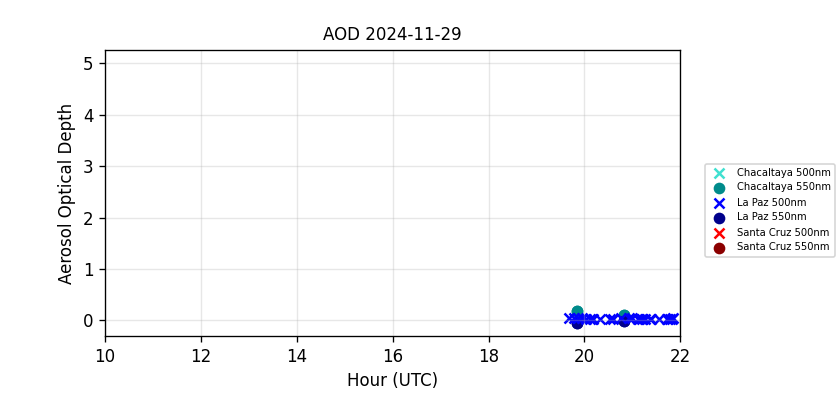 AOD 2024-11-29
Aerosol Optical Depth
5
4
3
2
1
0
10 12 14 16 18 20 22
Hour (UTC)
Chacaltaya 500nm
Chacaltaya 550nm
La Paz 500nm
La Paz 550nm
Santa Cruz 500nm
Santa Cruz 550nm